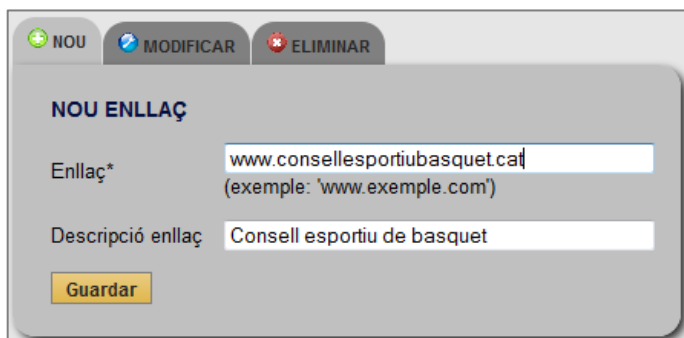 NOU MODIFICAR ELIMINAR
NOU ENLLAÇ
Enllaç* www.consellesportiubasquet.cat
(exemple: 'www.exemple.com')
Descripció enllaç Consell esportiu de basquet
Guardar